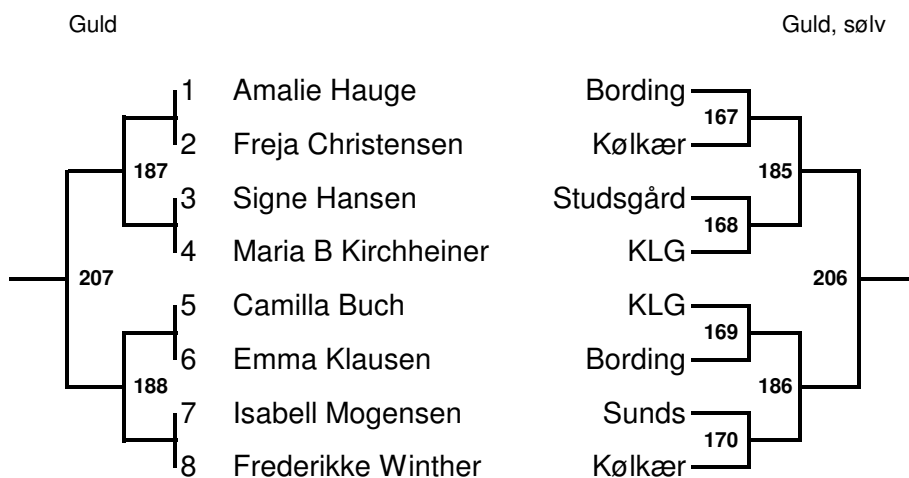 Guld Guld, sølv
1 Amalie Hauge Bording
167
2 Freja Christensen Kølkær
187 185
3 Signe Hansen Studsgård
168
4 Maria B Kirchheiner KLG
207 206
5 Camilla Buch KLG
169
6 Emma Klausen Bording
188 186
7 Isabell Mogensen Sunds
170
8 Frederikke Winther Kølkær